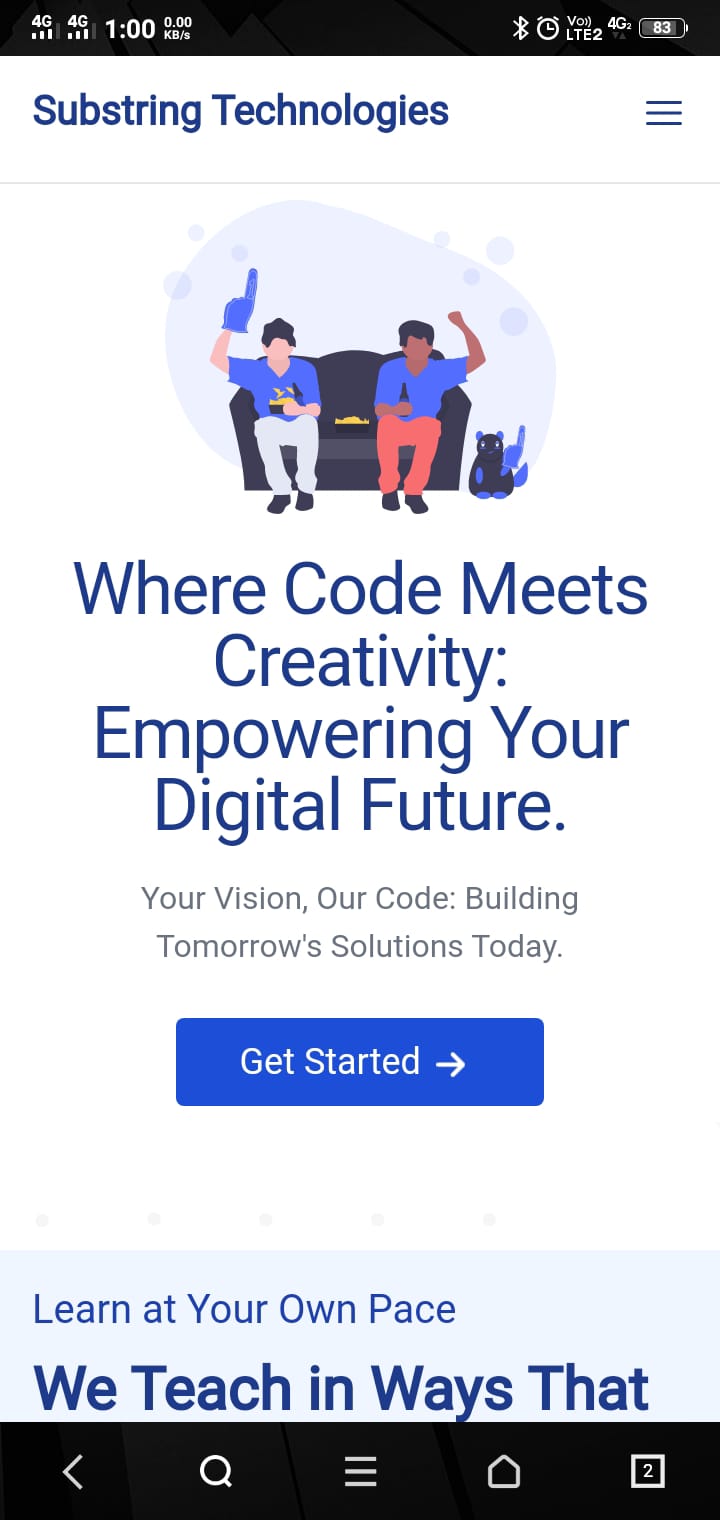 4G 4G 1:00 0.00 KB/s Vo)) LTE2 4G2 83
Substring Technologies
Where Code Meets
Creativity:
Empowering Your
Digital Future.
Your Vision, Our Code: Building
Tomorrow's Solutions Today.
Get Started →
Learn at Your Own Pace
We Teach in Ways That
2